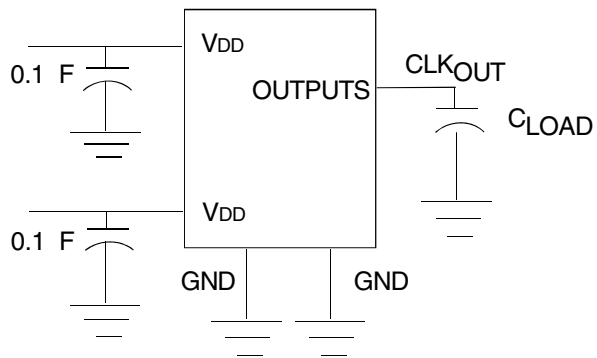 VDD
0.1 F
CLKOUT
OUTPUTS
CLOAD
VDD
0.1 F
GND
GND